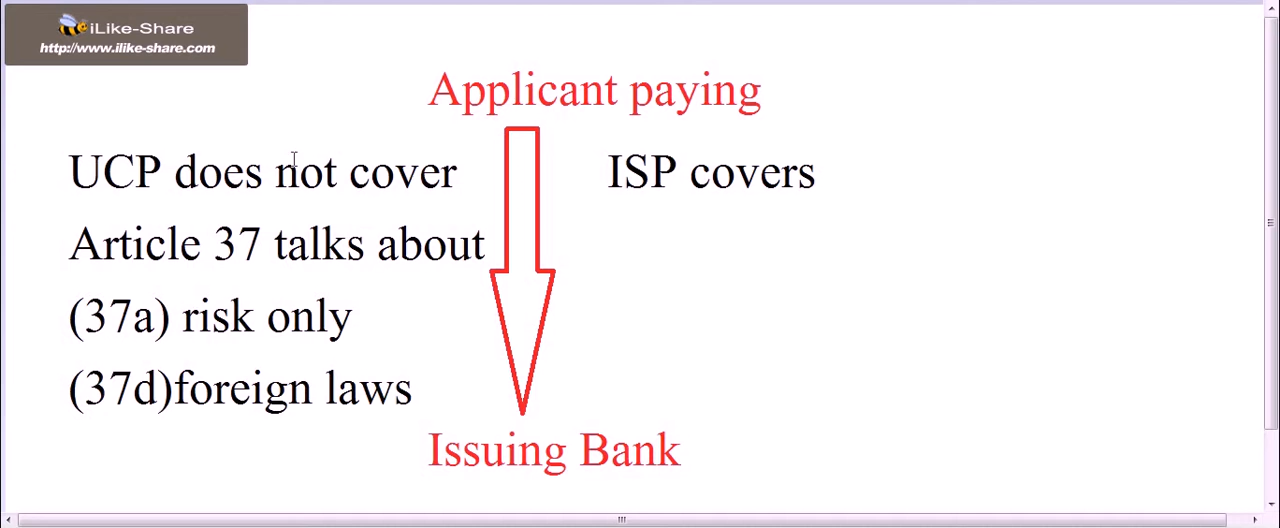 iLike-Share
http://www.ilike-share.com
Applicant paying
UCP does not cover
ISP covers
Article 37 talks about
(37a) risk only
(37d)foreign laws
Issuing Bank